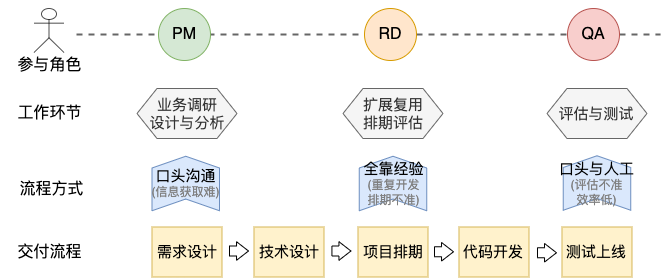 PM
RD
QA
参与角色
工作环节
业务调研
设计与分析
扩展复用
排期评估
评估与测试
流程方式
口头沟通
(信息获取难)
全靠经验
(重复开发
排期不准)
口头与人工
(评估不准
效率低)
交付流程
需求设计
技术设计
项目排期
代码开发
测试上线